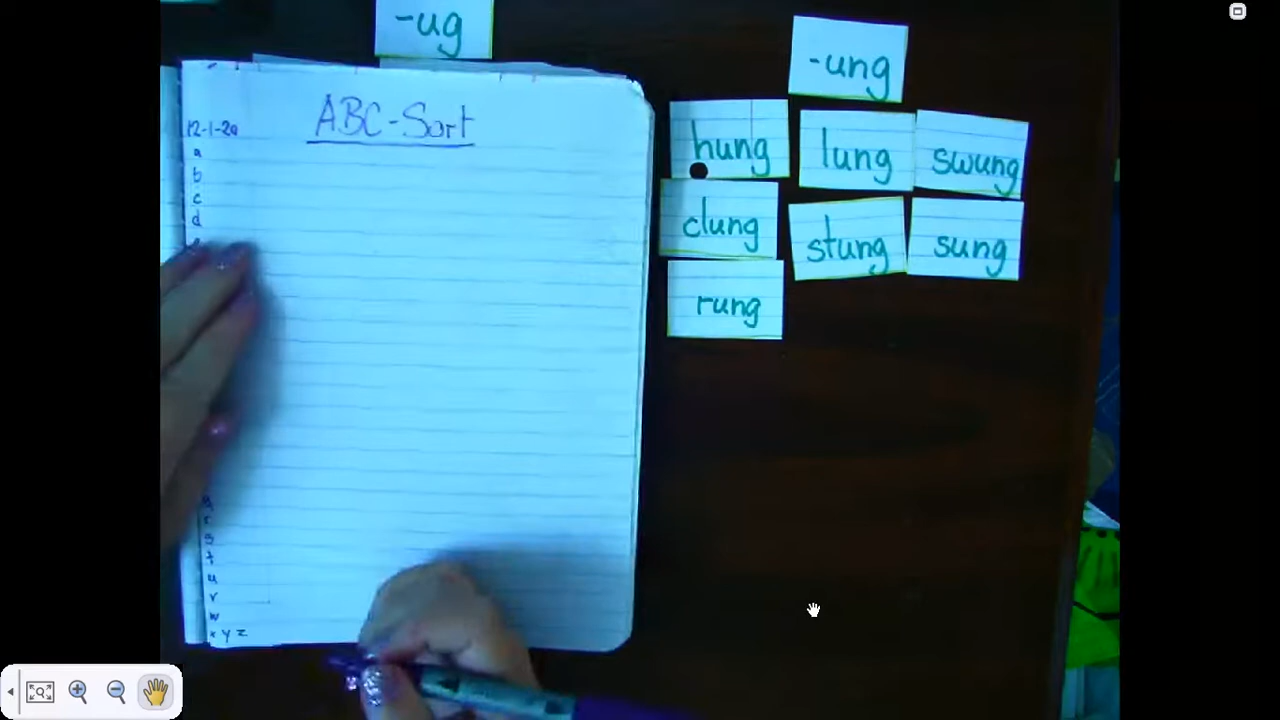 -ug
-ung
ABC-Sort
12-1-20
a
b
c
d
r
s
t
u
v
w
x y z
hung lung swung
clung stung sung
rung